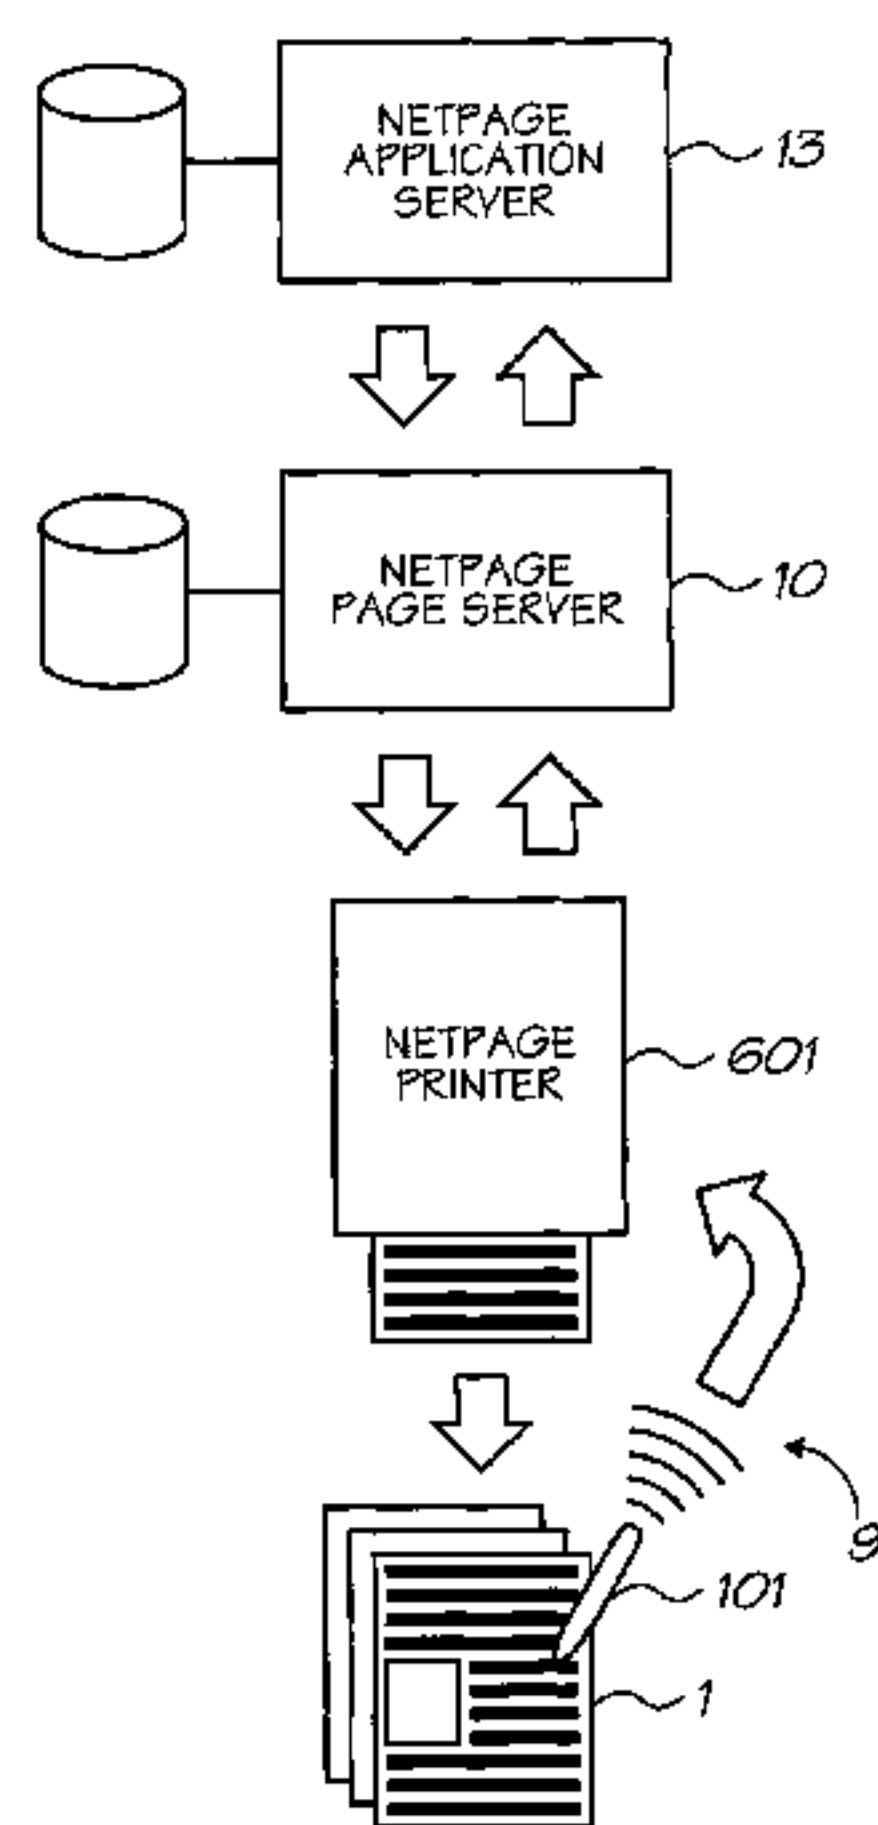 NETPAGE
APPLICATION
SERVER
13
NETPAGE
PAGE SERVER
10
NETPAGE
PRINTER
601
9
101
1